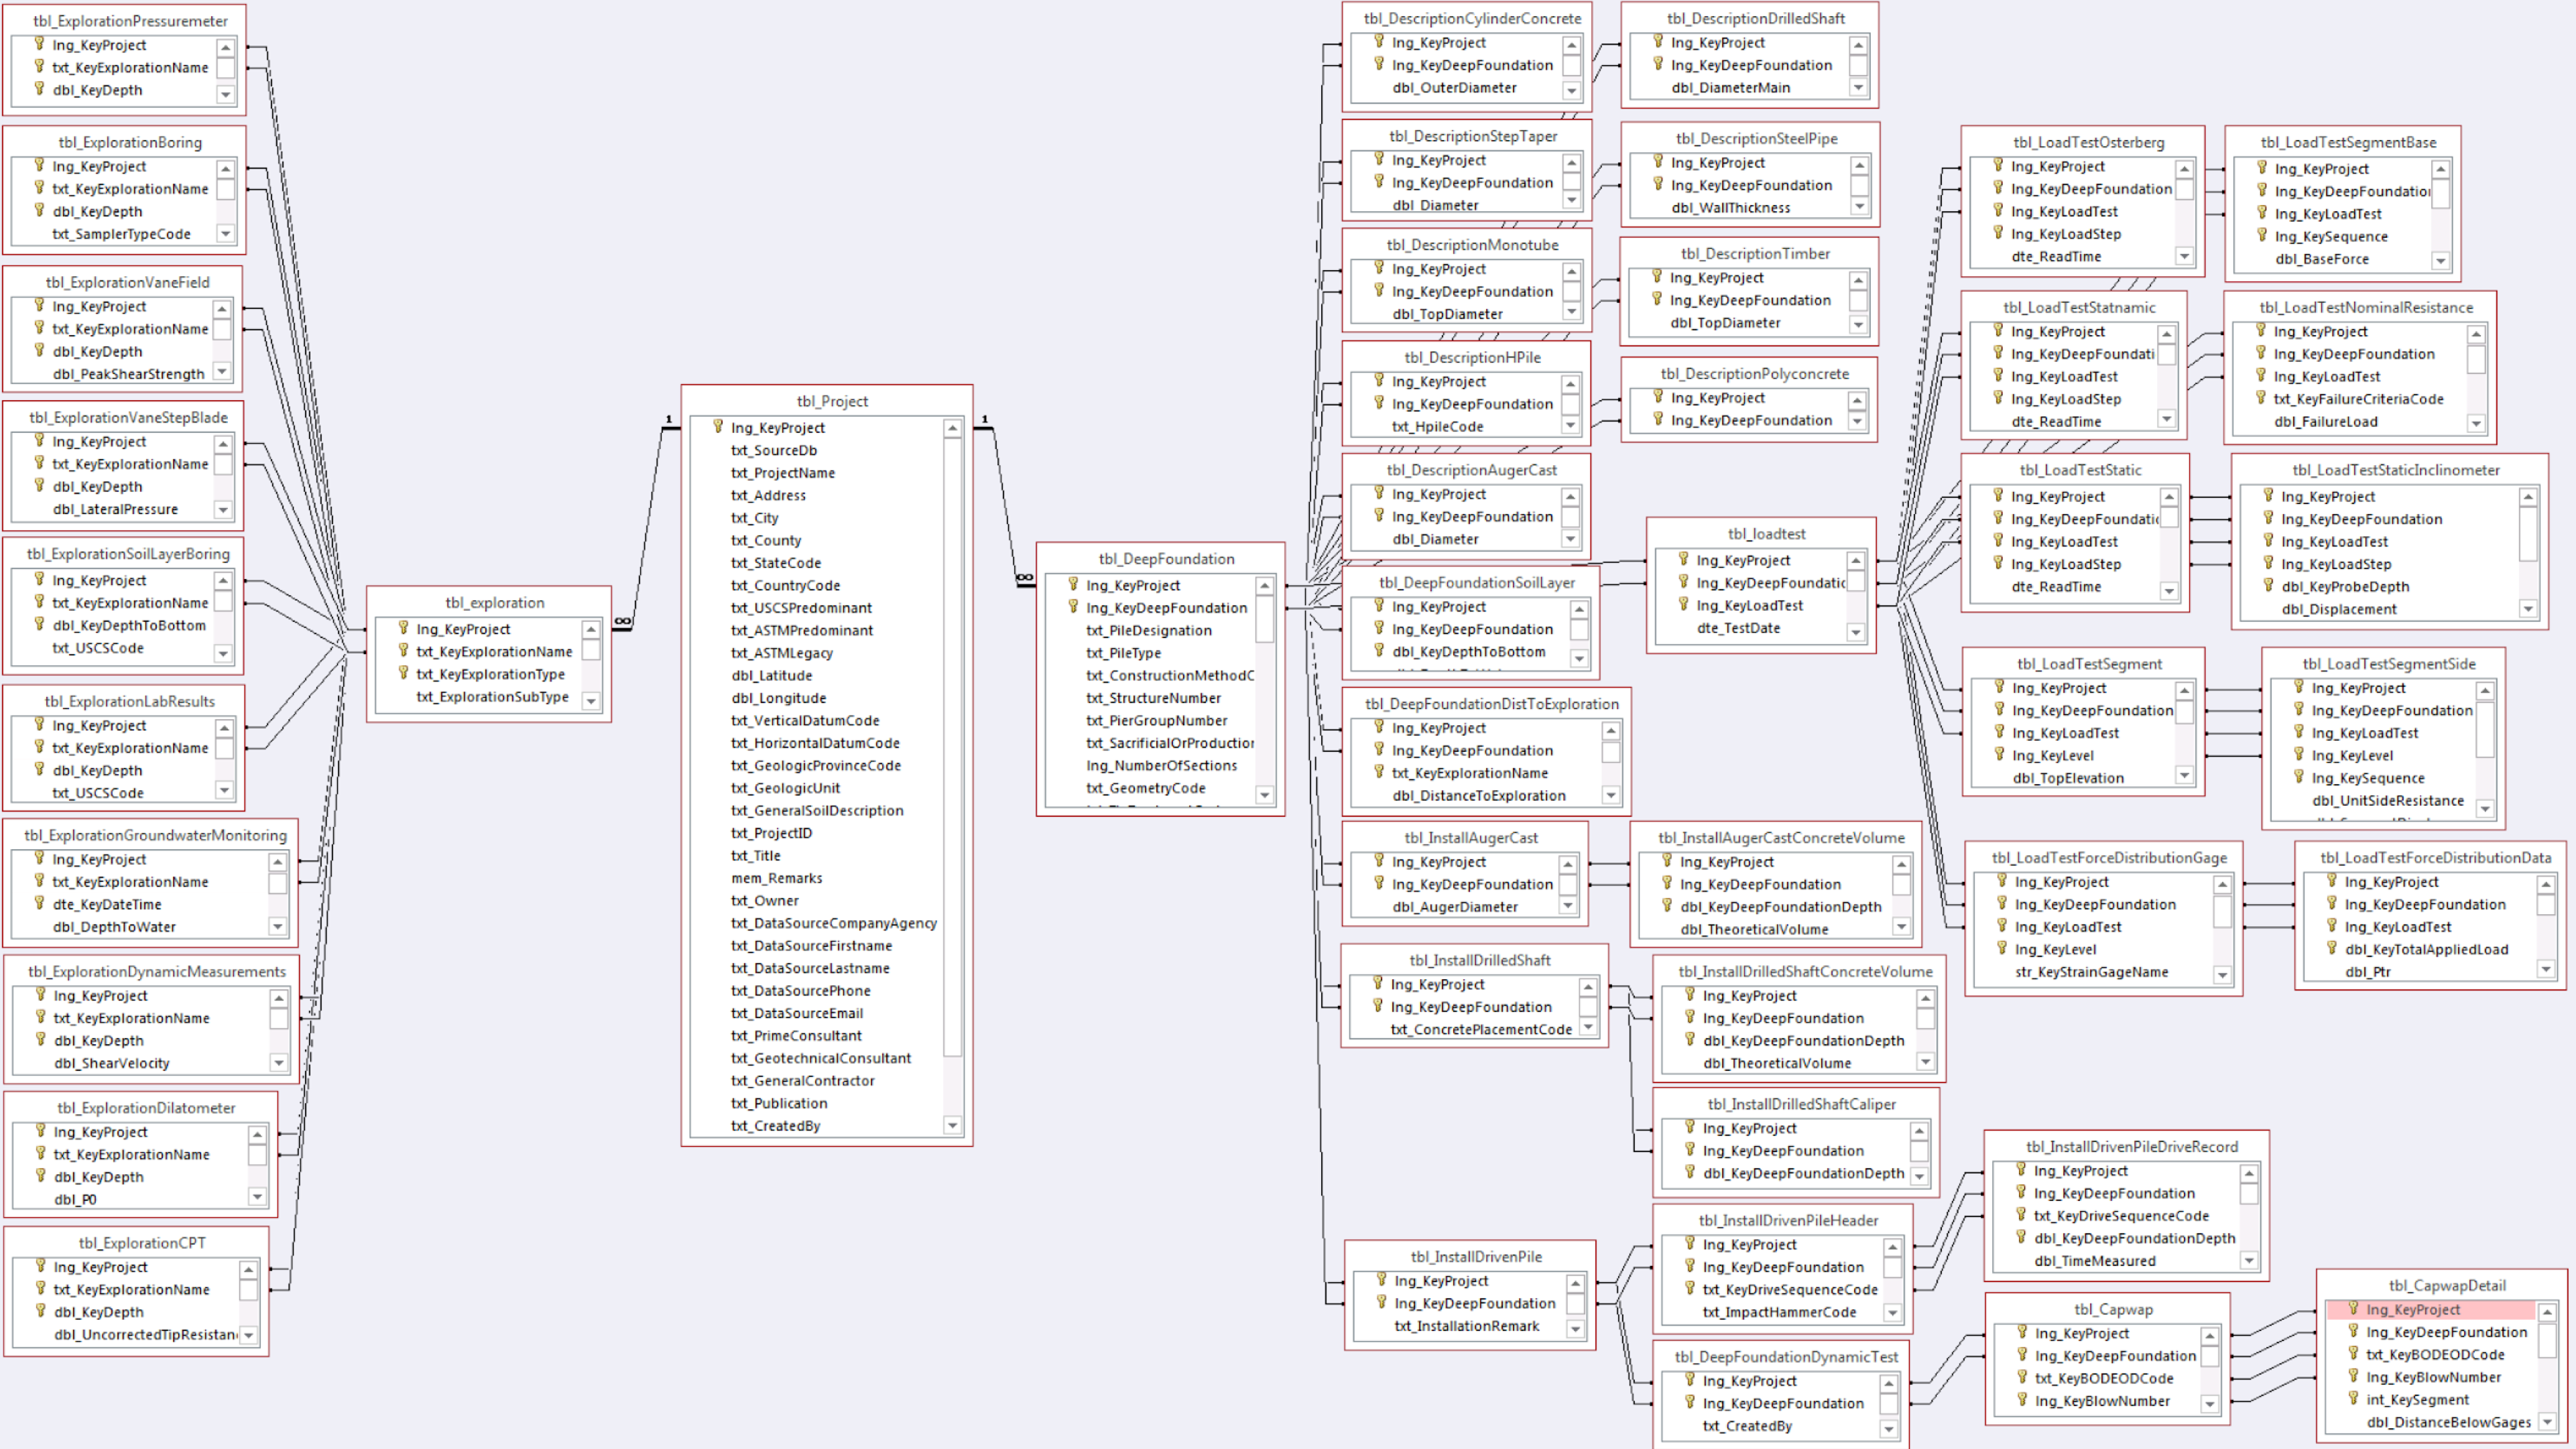 tbl_ExplorationPressuremeter
lng_KeyProject
txt_KeyExplorationName
dbl_KeyDepth
tbl_ExplorationBoring
lng_KeyProject
txt_KeyExplorationName
dbl_KeyDepth
txt_SamplerTypeCode
tbl_ExplorationVaneField
lng_KeyProject
txt_KeyExplorationName
dbl_KeyDepth
dbl_PeakShearStrength
tbl_ExplorationVaneStepBlade
lng_KeyProject
txt_KeyExplorationName
dbl_KeyDepth
dbl_LateralPressure
tbl_ExplorationSoilLayerBoring
lng_KeyProject
txt_KeyExplorationName
dbl_KeyDepthToBottom
txt_USCSCode
tbl_ExplorationLabResults
lng_KeyProject
txt_KeyExplorationName
dbl_KeyDepth
txt_USCSCode
tbl_ExplorationGroundwaterMonitoring
lng_KeyProject
txt_KeyExplorationName
dte_KeyDateTime
dbl_DepthToWater
tbl_ExplorationDynamicMeasurements
lng_KeyProject
txt_KeyExplorationName
dbl_KeyDepth
dbl_ShearVelocity
tbl_ExplorationDilatometer
lng_KeyProject
txt_KeyExplorationName
dbl_KeyDepth
dbl_P0
tbl_ExplorationCPT
lng_KeyProject
txt_KeyExplorationName
dbl_KeyDepth
dbl_UncorrectedTipResistan
tbl_exploration
lng_KeyProject
txt_KeyExplorationName
txt_KeyExplorationType
txt_ExplorationSubType
∞
1
tbl_Project
lng_KeyProject
txt_SourceDb
txt_ProjectName
txt_Address
txt_City
txt_County
txt_StateCode
txt_CountryCode
txt_USCSPredominant
txt_ASTMPredominant
txt_ASTMLegacy
dbl_Latitude
dbl_Longitude
txt_VerticalDatumCode
txt_HorizontalDatumCode
txt_GeologicProvinceCode
txt_GeologicUnit
txt_GeneralSoilDescription
txt_ProjectID
txt_Title
mem_Remarks
txt_Owner
txt_DataSourceCompanyAgency
txt_DataSourceFirstname
txt_DataSourceLastname
txt_DataSourcePhone
txt_DataSourceEmail
txt_PrimeConsultant
txt_GeotechnicalConsultant
txt_GeneralContractor
txt_Publication
txt_CreatedBy
1
∞
tbl_DeepFoundation
lng_KeyProject
lng_KeyDeepFoundation
txt_PileDesignation
txt_PileType
txt_ConstructionMethodC
txt_StructureNumber
txt_PierGroupNumber
txt_SacrificialOrProduction
lng_NumberOfSections
txt_GeometryCode
tbl_DescriptionCylinderConcrete
lng_KeyProject
lng_KeyDeepFoundation
dbl_OuterDiameter
tbl_DescriptionStepTaper
lng_KeyProject
lng_KeyDeepFoundation
dbl_Diameter
tbl_DescriptionMonotube
lng_KeyProject
lng_KeyDeepFoundation
dbl_TopDiameter
tbl_DescriptionHPile
lng_KeyProject
lng_KeyDeepFoundation
txt_HpileCode
tbl_DescriptionAugerCast
lng_KeyProject
lng_KeyDeepFoundation
dbl_Diameter
tbl_DeepFoundationSoilLayer
lng_KeyProject
lng_KeyDeepFoundation
dbl_KeyDepthToBottom
tbl_DeepFoundationDistToExploration
lng_KeyProject
lng_KeyDeepFoundation
txt_KeyExplorationName
dbl_DistanceToExploration
tbl_InstallAugerCast
lng_KeyProject
lng_KeyDeepFoundation
dbl_AugerDiameter
tbl_InstallDrilledShaft
lng_KeyProject
lng_KeyDeepFoundation
txt_ConcretePlacementCode
tbl_InstallDrivenPile
lng_KeyProject
lng_KeyDeepFoundation
txt_InstallationRemark
tbl_DescriptionDrilledShaft
lng_KeyProject
lng_KeyDeepFoundation
dbl_DiameterMain
tbl_DescriptionSteelPipe
lng_KeyProject
lng_KeyDeepFoundation
dbl_WallThickness
tbl_DescriptionTimber
lng_KeyProject
lng_KeyDeepFoundation
dbl_TopDiameter
tbl_DescriptionPolyconcrete
lng_KeyProject
lng_KeyDeepFoundation
tbl_loadtest
lng_KeyProject
lng_KeyDeepFoundatic
lng_KeyLoadTest
dte_TestDate
tbl_InstallAugerCastConcreteVolume
lng_KeyProject
lng_KeyDeepFoundation
dbl_KeyDeepFoundationDepth
dbl_TheoreticalVolume
tbl_InstallDrilledShaftConcreteVolume
lng_KeyProject
lng_KeyDeepFoundation
dbl_KeyDeepFoundationDepth
dbl_TheoreticalVolume
tbl_InstallDrilledShaftCaliper
lng_KeyProject
lng_KeyDeepFoundation
dbl_KeyDeepFoundationDepth
tbl_InstallDrivenPileHeader
lng_KeyProject
lng_KeyDeepFoundation
txt_KeyDriveSequenceCode
txt_ImpactHammerCode
tbl_DeepFoundationDynamicTest
lng_KeyProject
lng_KeyDeepFoundation
txt_CreatedBy
tbl_LoadTestOsterberg
lng_KeyProject
lng_KeyDeepFoundation
lng_KeyLoadTest
lng_KeyLoadStep
dte_ReadTime
tbl_LoadTestStatnamic
lng_KeyProject
lng_KeyDeepFoundati
lng_KeyLoadTest
lng_KeyLoadStep
dte_ReadTime
tbl_LoadTestStatic
lng_KeyProject
lng_KeyDeepFoundatic
lng_KeyLoadTest
lng_KeyLoadStep
dte_ReadTime
tbl_LoadTestSegment
lng_KeyProject
lng_KeyDeepFoundation
lng_KeyLoadTest
lng_KeyLevel
dbl_TopElevation
tbl_LoadTestForceDistributionGage
lng_KeyProject
lng_KeyDeepFoundation
lng_KeyLoadTest
lng_KeyLevel
str_KeyStrainGageName
tbl_LoadTestSegmentBase
lng_KeyProject
lng_KeyDeepFoundation
lng_KeyLoadTest
lng_KeySequence
dbl_BaseForce
tbl_LoadTestNominalResistance
lng_KeyProject
lng_KeyDeepFoundation
lng_KeyLoadTest
txt_KeyFailureCriteriaCode
dbl_FailureLoad
tbl_LoadTestStaticInclinometer
lng_KeyProject
lng_KeyDeepFoundation
lng_KeyLoadTest
lng_KeyLoadStep
dbl_KeyProbeDepth
dbl_Displacement
tbl_LoadTestSegmentSide
lng_KeyProject
lng_KeyDeepFoundation
lng_KeyLoadTest
lng_KeyLevel
lng_KeySequence
dbl_UnitSideResistance
tbl_LoadTestForceDistributionData
lng_KeyProject
lng_KeyDeepFoundation
lng_KeyLoadTest
dbl_KeyTotalAppliedLoad
dbl_Ptr
tbl_InstallDrivenPileDriveRecord
lng_KeyProject
lng_KeyDeepFoundation
txt_KeyDriveSequenceCode
dbl_KeyDeepFoundationDepth
dbl_TimeMeasured
tbl_Capwap
lng_KeyProject
lng_KeyDeepFoundation
txt_KeyBODEODCode
lng_KeyBlowNumber
tbl_CapwapDetail
lng_KeyProject
lng_KeyDeepFoundation
txt_KeyBODEODCode
lng_KeyBlowNumber
int_KeySegment
dbl_DistanceBelowGages